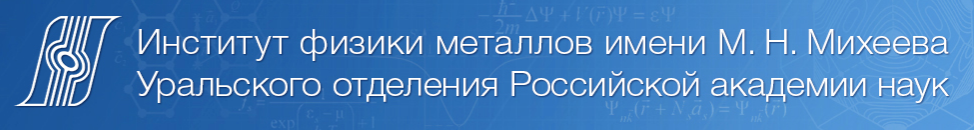 Институт физики металлов имени М. Н. Михеева
Уральского отделения Российской академии наук